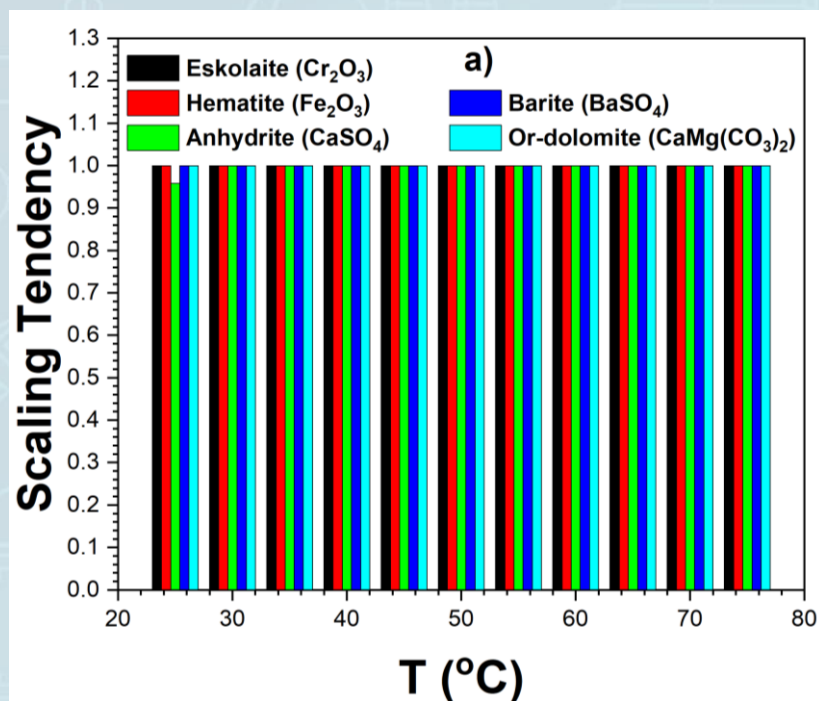 a)
Eskolaite (Cr₂O₃)
Hematite (Fe₂O₃)
Barite (BaSO₄)
Anhydrite (CaSO₄)
Or-dolomite (CaMg(CO₃)₂)
Scaling Tendency
1.3
1.2
1.1
1.0
0.9
0.8
0.7
0.6
0.5
0.4
0.3
0.2
0.1
0.0
20 30 40 50 60 70 80
T (°C)